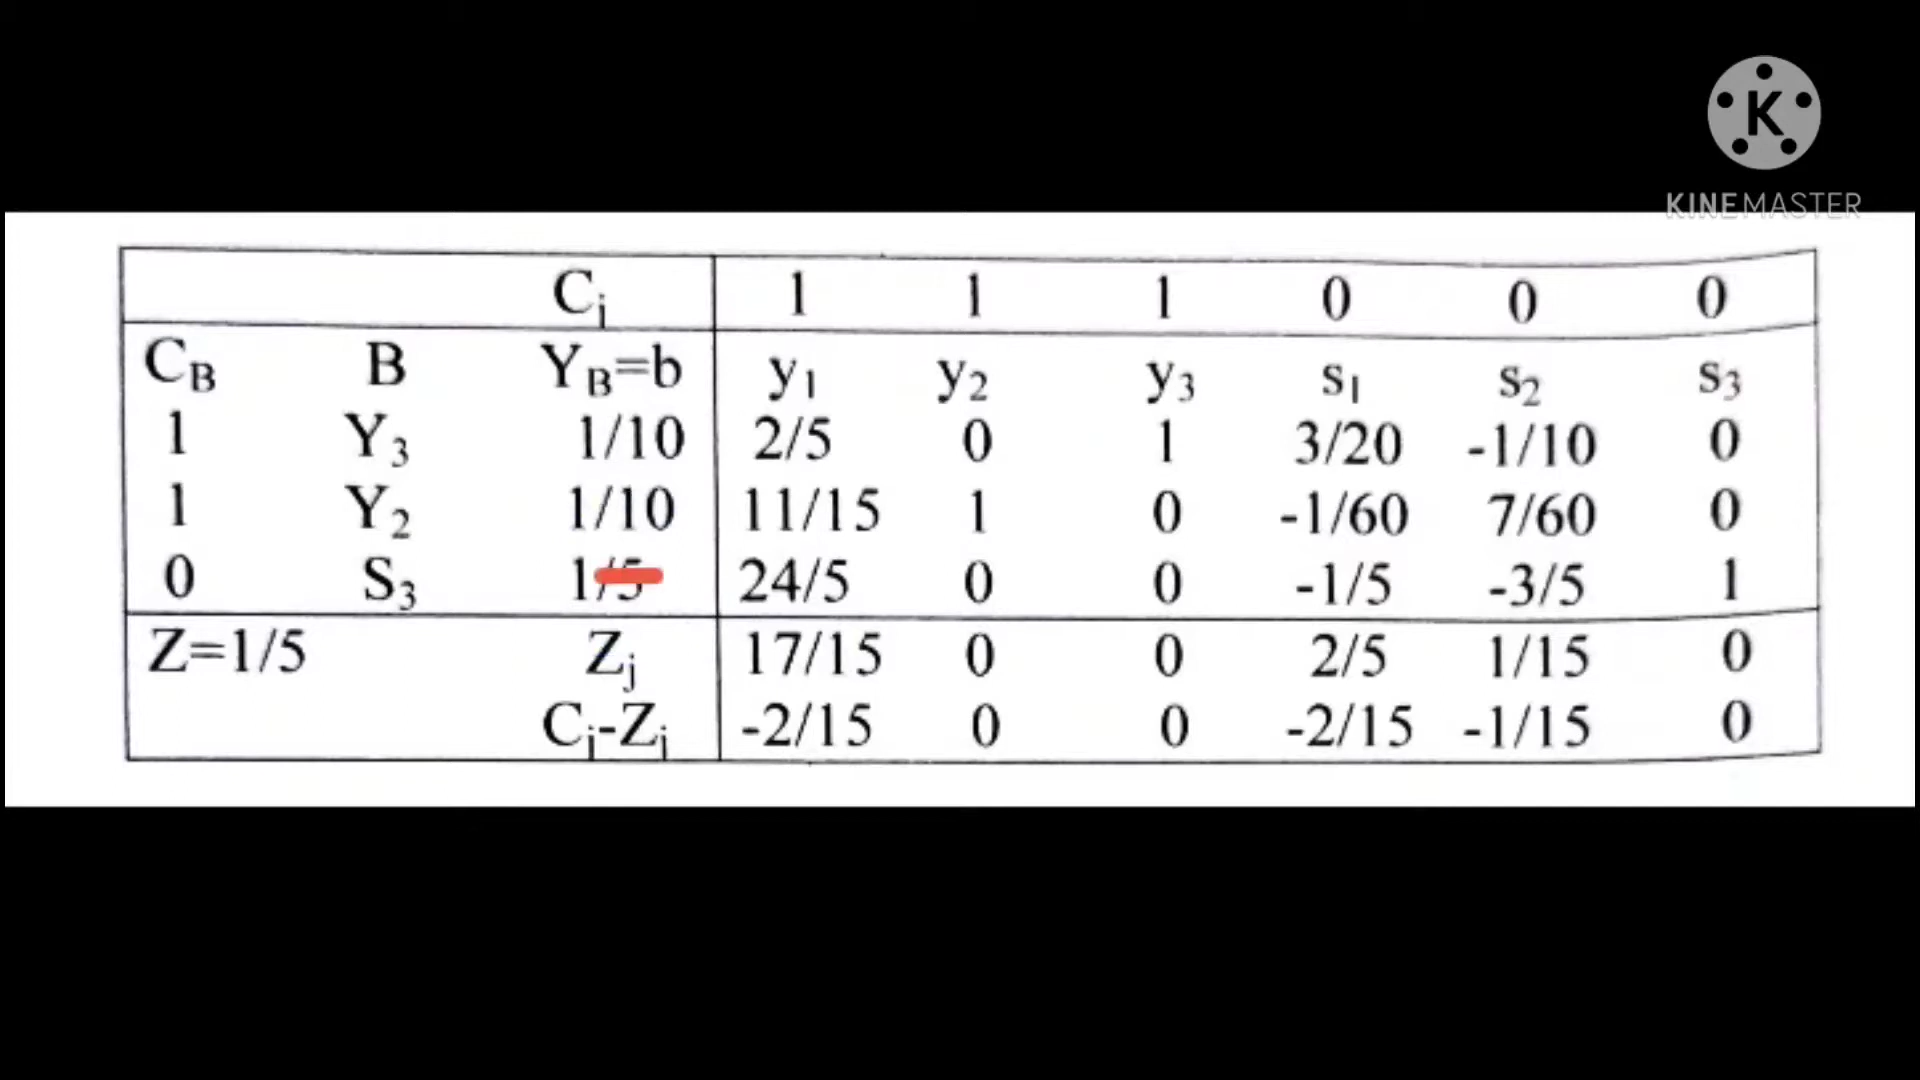 K
KINEMASTER
Cj 1 1 1 0 0 0
CB B YB=b y1 y2 y3 s1 s2 s3
1 Y3 1/10 2/5 0 1 3/20 -1/10 0
1 Y2 1/10 11/15 1 0 -1/60 7/60 0
0 S3 1/5 24/5 0 0 -1/5 -3/5 1
Z=1/5 Zj 17/15 0 0 2/5 1/15 0
Cj-Zj -2/15 0 0 -2/15 -1/15 0